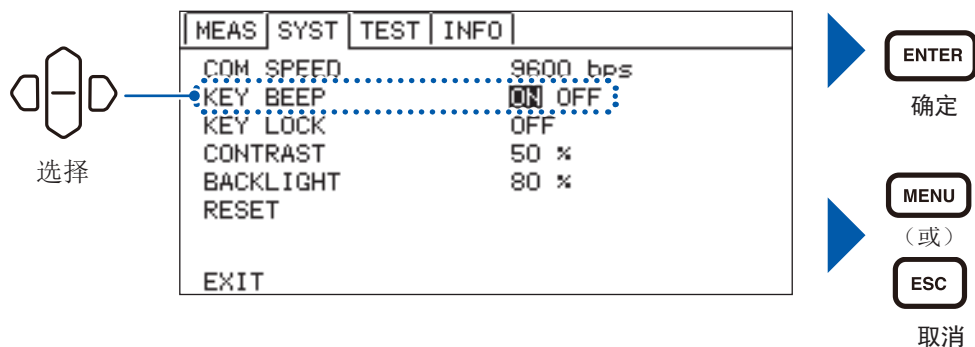 MEAS SYST TEST INFO
COM SPEED 9600 bps
KEY BEEP ON OFF
KEY LOCK OFF
CONTRAST 50 %
BACKLIGHT 80 %
RESET
EXIT
选择
ENTER
确定
MENU
（或）
ESC
取消